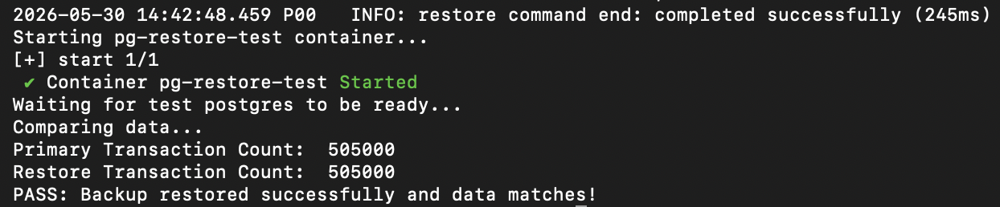 2026-05-30 14:42:48.459 P00   INFO: restore command end: completed successfully (245ms)
Starting pg-restore-test container...
[+] start 1/1
 ✔ Container pg-restore-test Started
Waiting for test postgres to be ready...
Comparing data...
Primary Transaction Count:  505000
Restore Transaction Count:  505000
PASS: Backup restored successfully and data matches!